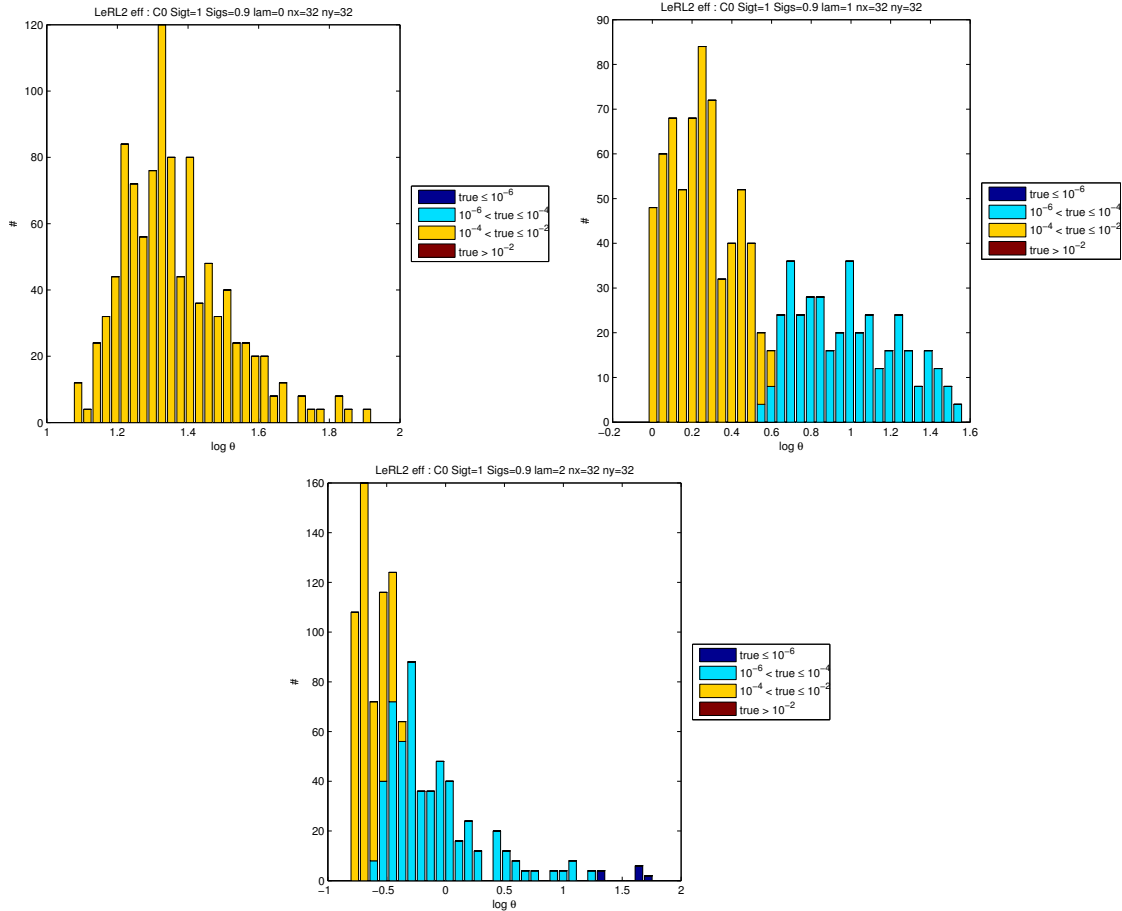 LeRL2 eff : C0 Sigt=1 Sigs=0.9 lam=0 nx=32 ny=32
120
100
80
60
40
20
0
#
1
1.2
1.4
1.6
1.8
2
log θ
true ≤ 10^−6
10^−6 < true ≤ 10^−4
10^−4 < true ≤ 10^−2
true > 10^−2
LeRL2 eff : C0 Sigt=1 Sigs=0.9 lam=1 nx=32 ny=32
90
80
70
60
50
40
30
20
10
0
#
−0.2
0
0.2
0.4
0.6
0.8
1
1.2
1.4
1.6
log θ
true ≤ 10^−6
10^−6 < true ≤ 10^−4
10^−4 < true ≤ 10^−2
true > 10^−2
LeRL2 eff : C0 Sigt=1 Sigs=0.9 lam=2 nx=32 ny=32
160
140
120
100
80
60
40
20
0
#
−1
−0.5
0
0.5
1
1.5
2
log θ
true ≤ 10^−6
10^−6 < true ≤ 10^−4
10^−4 < true ≤ 10^−2
true > 10^−2